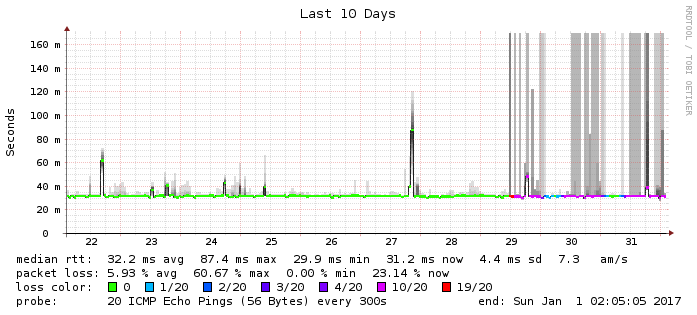 Last 10 Days
RRDTOOL / TOBI OETIKER
Seconds
160 m
140 m
120 m
100 m
80 m
60 m
40 m
20 m
0
22 23 24 25 26 27 28 29 30 31
median rtt: 32.2 ms avg 87.4 ms max 29.9 ms min 31.2 ms now 4.4 ms sd 7.3 am/s
packet loss: 5.93 % avg 60.67 % max 0.00 % min 23.14 % now
loss color: 0 1/20 2/20 3/20 4/20 10/20 19/20
probe: 20 ICMP Echo Pings (56 Bytes) every 300s end: Sun Jan 1 02:05:05 2017